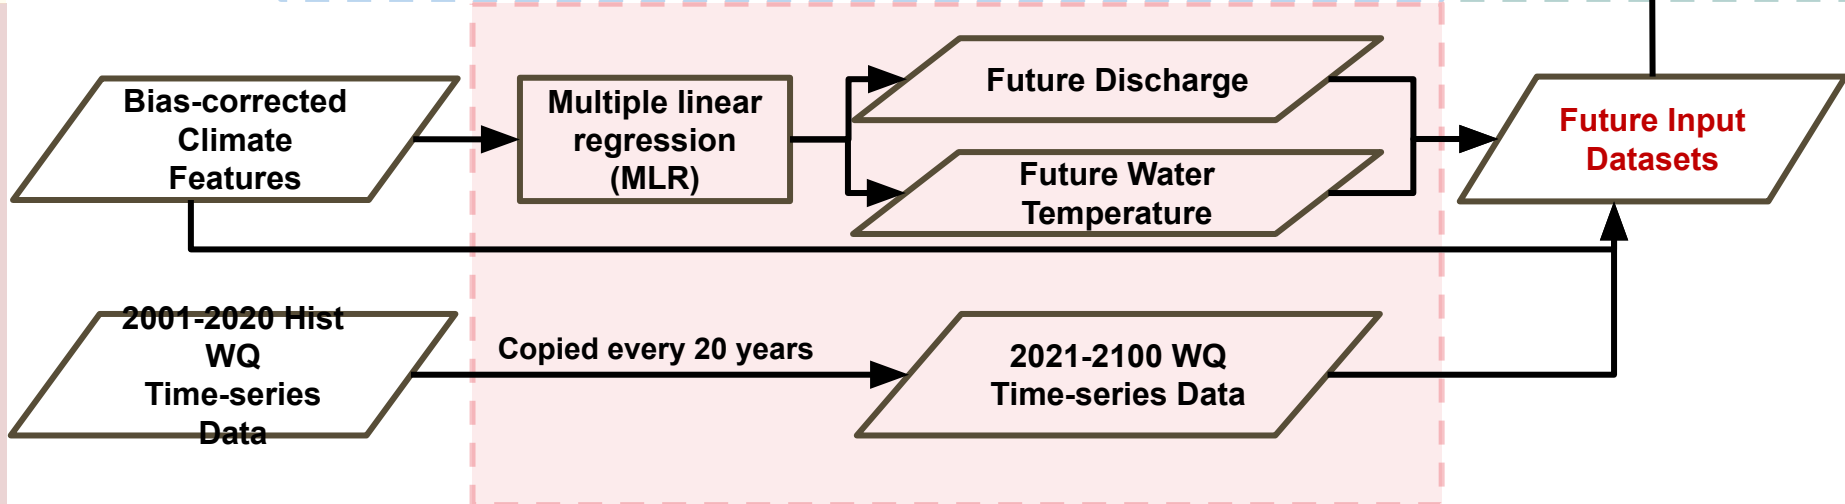 Bias-corrected
Climate
Features
Multiple linear
regression
(MLR)
Future Discharge
Future Water
Temperature
Future Input
Datasets
2001-2020 Hist
WQ
Time-series
Data
Copied every 20 years
2021-2100 WQ
Time-series Data